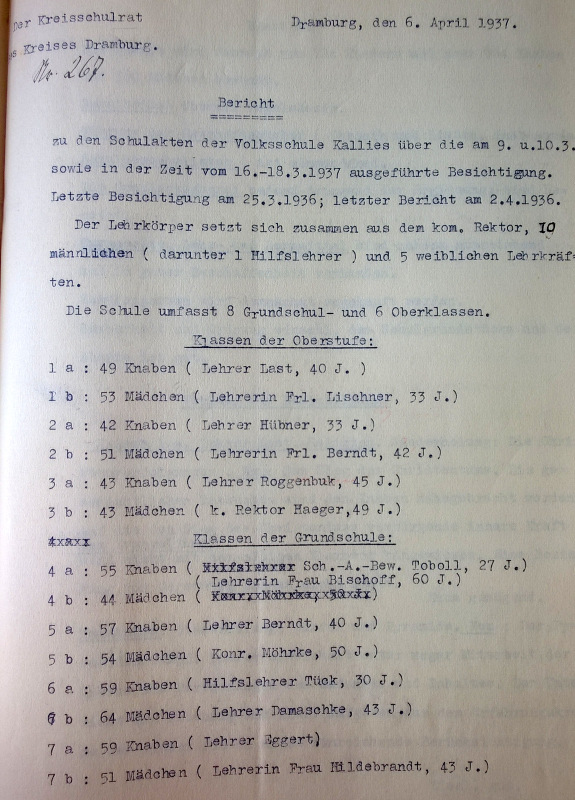 Der Kreisschulrat
Dramburg, den 6. April 1937.
s Kreises Dramburg.
Nr. 267.
Bericht
=========
zu den Schulakten der Volksschule Kallies über die am 9. u.10.3.
sowie in der Zeit vom 16.-18.3.1937 ausgeführte Besichtigung.
Letzte Besichtigung am 25.3.1936; letzter Bericht am 2.4.1936.
Der Lehrkörper setzt sich zusammen aus dem kom. Rektor, 10
männlichen ( darunter 1 Hilfslehrer ) und 5 weiblichen Lehrkräf=
ten.
Die Schule umfasst 8 Grundschul- und 6 Oberklassen.
Klassen der Oberstufe:
1 a : 49 Knaben ( Lehrer Last, 40 J. )
1 b : 53 Mädchen ( Lehrerin Frl. Lischner, 33 J.)
2 a : 42 Knaben ( Lehrer Hübner, 33 J.)
2 b : 51 Mädchen ( Lehrerin Frl. Berndt, 42 J.)
3 a : 43 Knaben ( Lehrer Roggenbuk, 45 J.)
3 b : 43 Mädchen ( k. Rektor Haeger,49 J.)
Klassen der Grundschule:
4 a : 55 Knaben ( Hilfslehrer Sch.-A.-Bew. Toboll, 27 J.)
( Lehrerin Frau Bischoff, 60 J.)
4 b : 44 Mädchen (
5 a : 57 Knaben ( Lehrer Berndt, 40 J.)
5 b : 54 Mädchen ( Konr. Möhrke, 50 J.)
6 a : 59 Knaben ( Hilfslehrer Tück, 30 J.)
6 b : 64 Mädchen ( Lehrer Damaschke, 43 J.)
7 a : 59 Knaben ( Lehrer Eggert)
7 b : 51 Mädchen ( Lehrerin Frau Hildebrandt, 43 J.)